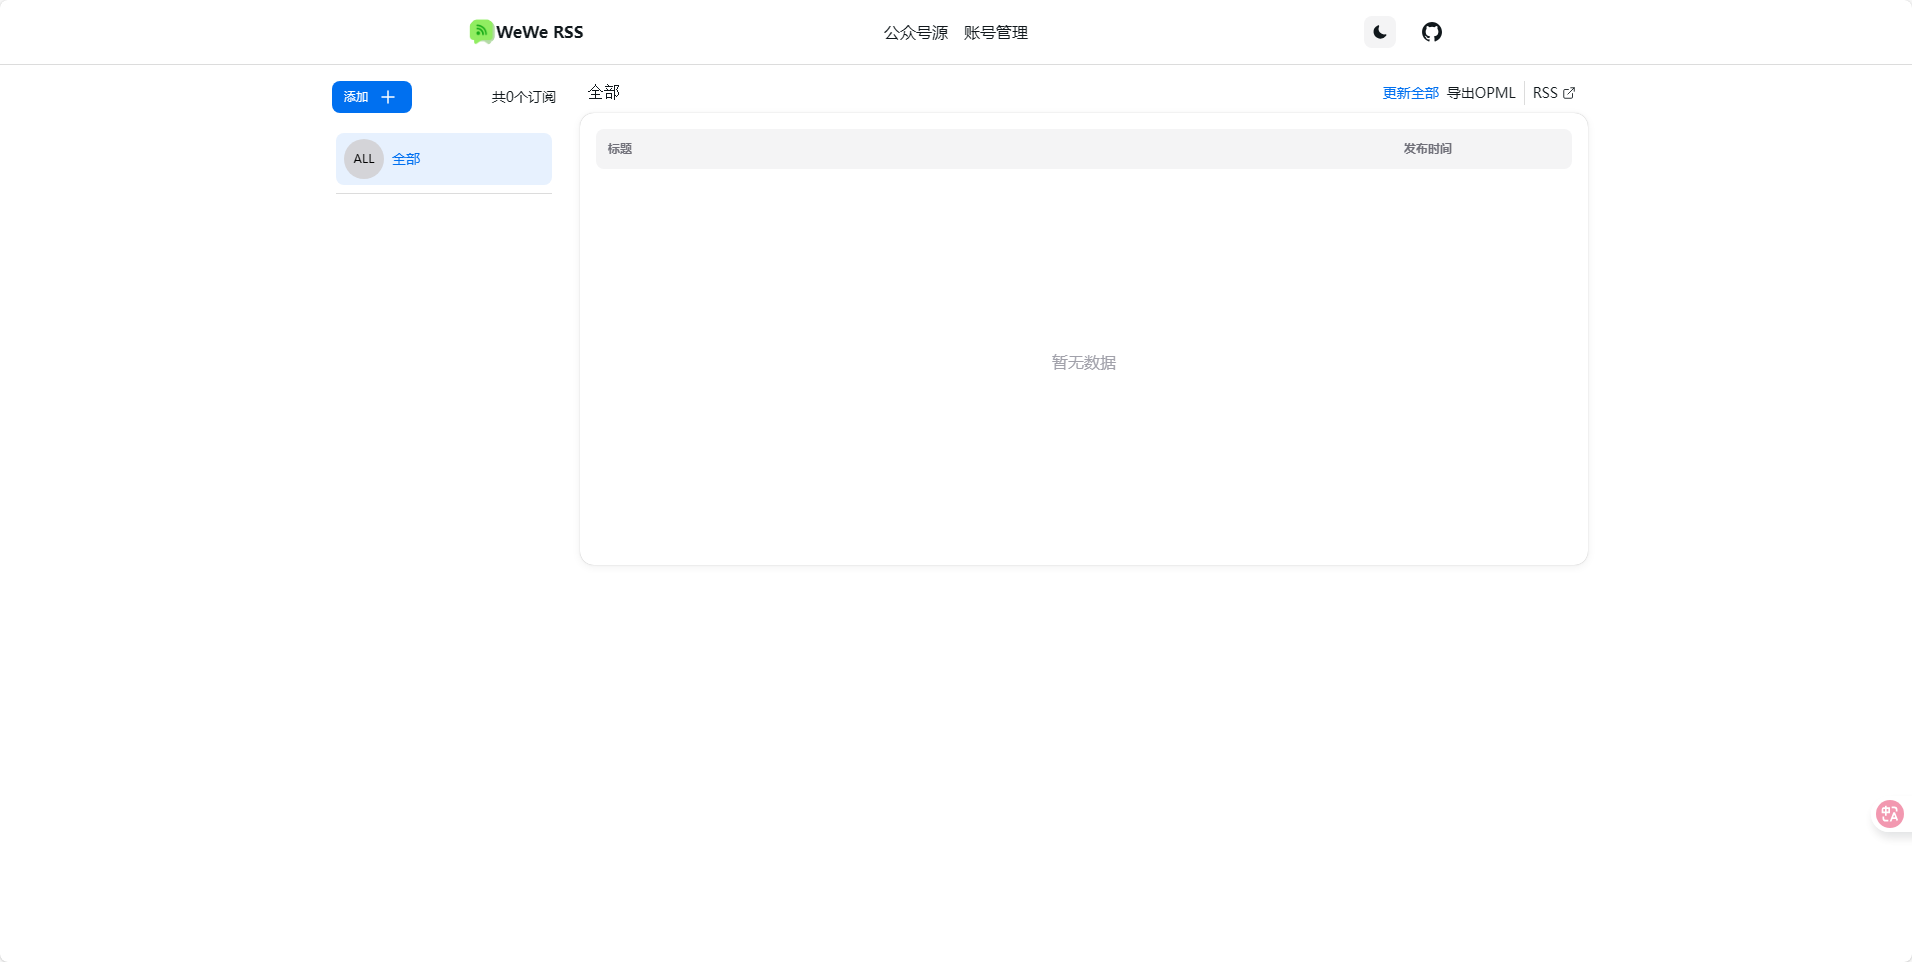 WeWe RSS
公众号源 账号管理
添加
共0个订阅
ALL 全部
全部
更新全部 导出OPML RSS
标题 发布时间
暂无数据
中A